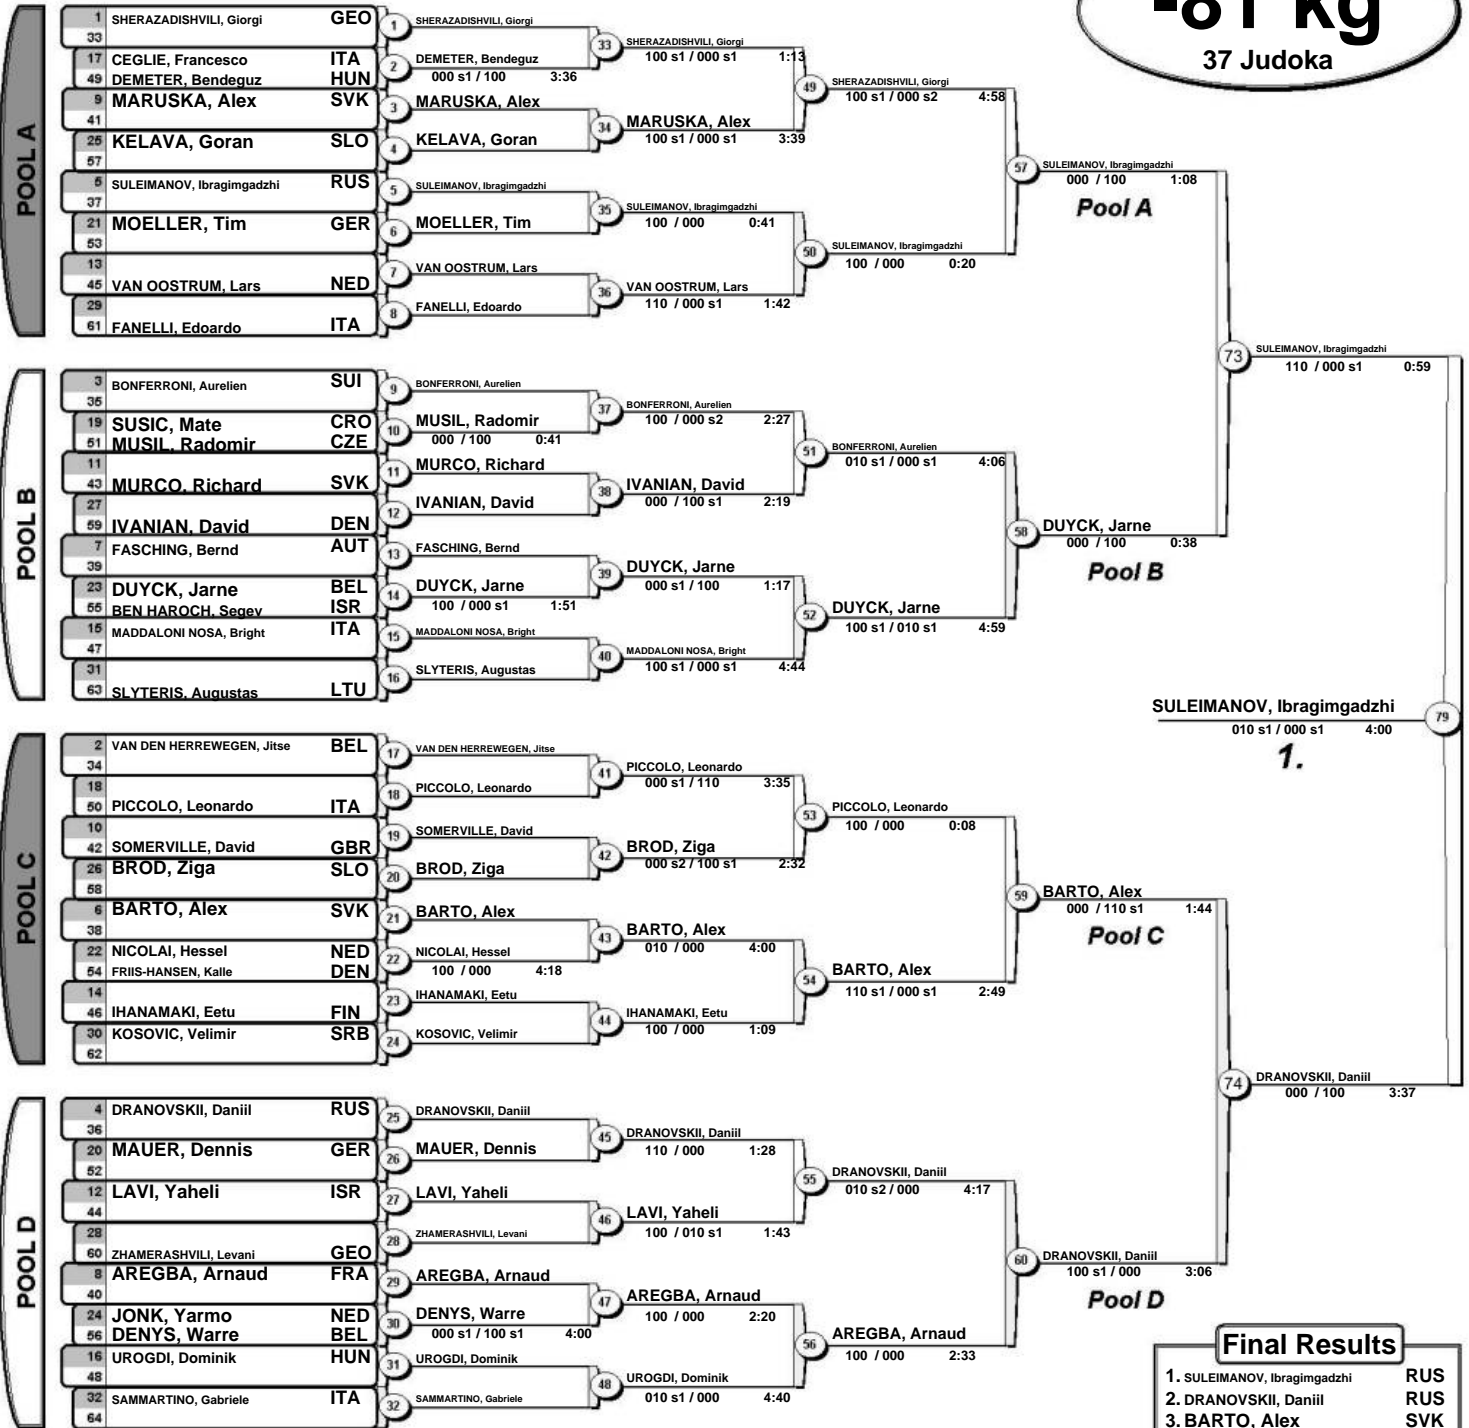 -81 kg
37 Judoka
POOL A
1 SHERAZADISHVILI, Giorgi GEO
33
17 CEGLIE, Francesco ITA
49 DEMETER, Bendeguz HUN
9 MARUSKA, Alex SVK
41
25 KELAVA, Goran SLO
57
5 SULEIMANOV, Ibragimgadzhi RUS
37
21 MOELLER, Tim GER
53
13
45 VAN OOSTRUM, Lars NED
29
61 FANELLI, Edoardo ITA
1 SHERAZADISHVILI, Giorgi
2 DEMETER, Bendeguz
000 s1 / 100 3:36
3 MARUSKA, Alex
4 KELAVA, Goran
5 SULEIMANOV, Ibragimgadzhi
6 MOELLER, Tim
7 VAN OOSTRUM, Lars
8 FANELLI, Edoardo
33 SHERAZADISHVILI, Giorgi
100 s1 / 000 s1 1:13
34 MARUSKA, Alex
100 s1 / 000 s1 3:39
35 SULEIMANOV, Ibragimgadzhi
100 / 000 0:41
36 VAN OOSTRUM, Lars
110 / 000 s1 1:42
49 SHERAZADISHVILI, Giorgi
100 s1 / 000 s2 4:58
50 SULEIMANOV, Ibragimgadzhi
100 / 000 0:20
57 SULEIMANOV, Ibragimgadzhi
000 / 100 1:08
Pool A
POOL B
3 BONFERRONI, Aurelien SUI
35
19 SUSIC, Mate CRO
51 MUSIL, Radomir CZE
11
43 MURCO, Richard SVK
27
59 IVANIAN, David DEN
7 FASCHING, Bernd AUT
39
23 DUYCK, Jarne BEL
55 BEN HAROCH, Segev ISR
15 MADDALONI NOSA, Bright ITA
47
31
63 SLYTERIS, Augustas LTU
9 BONFERRONI, Aurelien
10 MUSIL, Radomir
000 / 100 0:41
11 MURCO, Richard
12 IVANIAN, David
13 FASCHING, Bernd
14 DUYCK, Jarne
100 / 000 s1 1:51
15 MADDALONI NOSA, Bright
16 SLYTERIS, Augustas
37 BONFERRONI, Aurelien
100 / 000 s2 2:27
38 IVANIAN, David
000 / 100 s1 2:19
39 DUYCK, Jarne
000 s1 / 100 1:17
40 MADDALONI NOSA, Bright
100 s1 / 000 s1 4:44
51 BONFERRONI, Aurelien
010 s1 / 000 s1 4:06
52 DUYCK, Jarne
100 s1 / 010 s1 4:59
58 DUYCK, Jarne
000 / 100 0:38
Pool B
73 SULEIMANOV, Ibragimgadzhi
110 / 000 s1 0:59
SULEIMANOV, Ibragimgadzhi 79
010 s1 / 000 s1 4:00
1.
POOL C
2 VAN DEN HERREWEGEN, Jitse BEL
34
18
50 PICCOLO, Leonardo ITA
10
42 SOMERVILLE, David GBR
26 BROD, Ziga SLO
58
6 BARTO, Alex SVK
38
22 NICOLAI, Hessel NED
54 FRIIS-HANSEN, Kalle DEN
14
46 IHANAMAKI, Eetu FIN
30 KOSOVIC, Velimir SRB
62
17 VAN DEN HERREWEGEN, Jitse
18 PICCOLO, Leonardo
19 SOMERVILLE, David
20 BROD, Ziga
21 BARTO, Alex
22 NICOLAI, Hessel
100 / 000 4:18
23 IHANAMAKI, Eetu
24 KOSOVIC, Velimir
41 PICCOLO, Leonardo
000 s1 / 110 3:35
42 BROD, Ziga
000 s2 / 100 s1 2:32
43 BARTO, Alex
010 / 000 4:00
44 IHANAMAKI, Eetu
100 / 000 1:09
53 PICCOLO, Leonardo
100 / 000 0:08
54 BARTO, Alex
110 s1 / 000 s1 2:49
59 BARTO, Alex
000 / 110 s1 1:44
Pool C
74 DRANOVSKII, Daniil
000 / 100 3:37
POOL D
4 DRANOVSKII, Daniil RUS
36
20 MAUER, Dennis GER
52
12 LAVI, Yaheli ISR
44
28
60 ZHAMERASHVILI, Levani GEO
8 AREGBA, Arnaud FRA
40
24 JONK, Yarmo NED
56 DENYS, Warre BEL
16 UROGDI, Dominik HUN
48
32 SAMMARTINO, Gabriele ITA
64
25 DRANOVSKII, Daniil
26 MAUER, Dennis
27 LAVI, Yaheli
28 ZHAMERASHVILI, Levani
29 AREGBA, Arnaud
30 DENYS, Warre
000 s1 / 100 s1 4:00
31 UROGDI, Dominik
32 SAMMARTINO, Gabriele
45 DRANOVSKII, Daniil
110 / 000 1:28
46 LAVI, Yaheli
100 / 010 s1 1:43
47 AREGBA, Arnaud
100 / 000 2:20
48 UROGDI, Dominik
010 s1 / 000 4:40
55 DRANOVSKII, Daniil
010 s2 / 000 4:17
56 AREGBA, Arnaud
100 / 000 2:33
60 DRANOVSKII, Daniil
100 s1 / 000 3:06
Pool D
Final Results
1. SULEIMANOV, Ibragimgadzhi RUS
2. DRANOVSKII, Daniil RUS
3. BARTO, Alex SVK